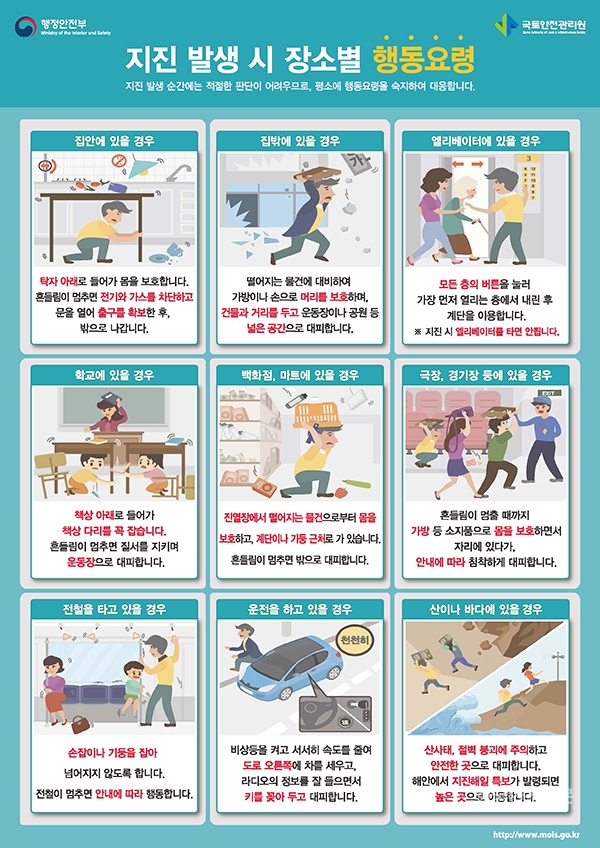 행정안전부
Ministry of the Interior and Safety
국토안전관리원
지진 발생 시 장소별 행동요령
지진 발생 순간에는 적절한 판단이 어려우므로, 평소에 행동요령을 숙지하여 대응합니다.
집안에 있을 경우
탁자 아래로 들어가 몸을 보호합니다.
흔들림이 멈추면 전기와 가스를 차단하고
문을 열어 출구를 확보한 후,
밖으로 나갑니다.
집밖에 있을 경우
가
떨어지는 물건에 대비하여
가방이나 손으로 머리를 보호하며,
건물과 거리를 두고 운동장이나 공원 등
넓은 공간으로 대피합니다.
엘리베이터에 있을 경우
3
모든 층의 버튼을 눌러
가장 먼저 열리는 층에서 내린 후
계단을 이용합니다.
※ 지진 시 엘리베이터를 타면 안됩니다.
학교에 있을 경우
책상 아래로 들어가
책상 다리를 꼭 잡습니다.
흔들림이 멈추면 질서를 지키며
운동장으로 대피합니다.
백화점, 마트에 있을 경우
진열장에서 떨어지는 물건으로부터 몸을
보호하고, 계단이나 기둥 근처로 가 있습니다.
흔들림이 멈추면 밖으로 대피합니다.
극장, 경기장 등에 있을 경우
EXIT
흔들림이 멈출 때까지
가방 등 소지품으로 몸을 보호하면서
자리에 있다가,
안내에 따라 침착하게 대피합니다.
전철을 타고 있을 경우
손잡이나 기둥을 잡아
넘어지지 않도록 합니다.
전철이 멈추면 안내에 따라 행동합니다.
운전을 하고 있을 경우
천천히
비상등을 켜고 서서히 속도를 줄여
도로 오른쪽에 차를 세우고,
라디오의 정보를 잘 들으면서
키를 꽂아 두고 대피합니다.
산이나 바다에 있을 경우
산사태, 절벽 붕괴에 주의하고
안전한 곳으로 대피합니다.
해안에서 지진해일 특보가 발령되면
높은 곳으로 이동합니다.
http://www.mois.go.kr